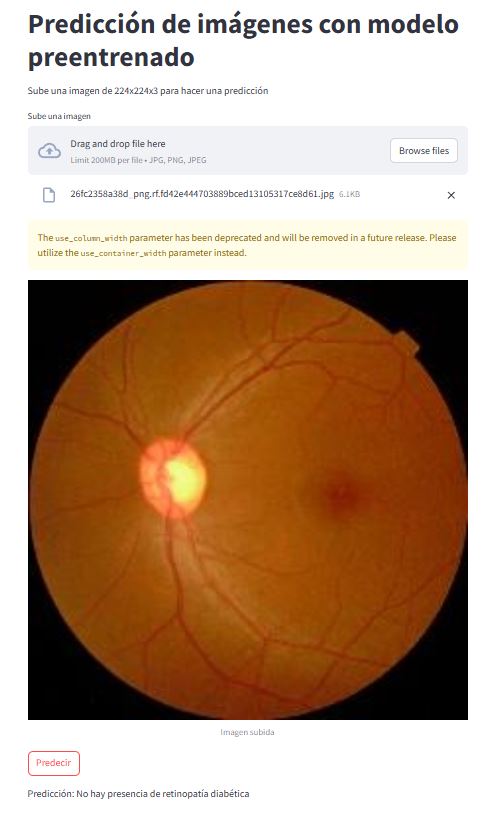 Predicción de imágenes con modelo
preentrenado
Sube una imagen de 224x224x3 para hacer una predicción
Sube una imagen
Drag and drop file here
Limit 200MB per file • JPG, PNG, JPEG
Browse files
26fc2358a38d_png.rf.fd42e444703889bced13105317ce8d61.jpg 6.1KB
The use_column_width parameter has been deprecated and will be removed in a future release. Please
utilize the use_container_width parameter instead.
Imagen subida
Predecir
Predicción: No hay presencia de retinopatía diabética